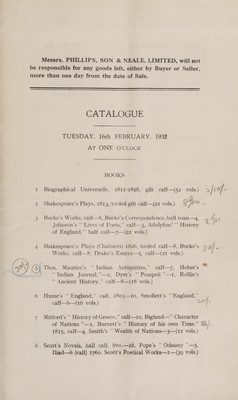 Messrs. PHILLIPS, SON & NEALE, LIMITED, will not
be responsible for any goods left, either by Buyer or Seller,
more than one day from the date of Sale.
CATALOGUE
TUESDAY, 16th FEBRUARY, 1932
AT ONE O'CLOCK
BOOKS
1 Biographical Universelle, 1811-1828, gilt calf—(52 vols.)
2 Shakespeare's Plays, 1813, tooled gilt calf—(21 vols.)
3 Burke's Works, calf—8, Burke's Correspondence, half roan—4,
Johnson's "Lives of Poets," calf—3, Adolphus' "History
of England," half calf—7—(22 vols.)
4 Shakespeare's Plays (Chalmers) 1826, tooled calf—8, Burke's
Works, calf—8, Drake's Essays—5, calf—(21 vols.)
5 Thos. Maurice's "Indian Antiquities," calf—7, Heber's
"Indian Journal,"—2, Dyer's "Pompeii"—1, Rollin's
"Ancient History," calf—8—(18 vols.)
6 Hume's "England," calf, 1803—10, Smollett's "England,"
calf—6—(16 vols.) 20/-
7 Mitford's "History of Greece," calf—10, Bigland—"Character
of Nations"—1, Burnett's "History of his own Time,"
1825, calf—4, Smith's "Wealth of Nations—3—(12 vols.)
8 Scott's Novels, half calf, 8vo.—28, Pope's "Odyssey"—5,
Iliad—6 (calf) 1760, Scott's Poetical Works—1—(30 vols.)